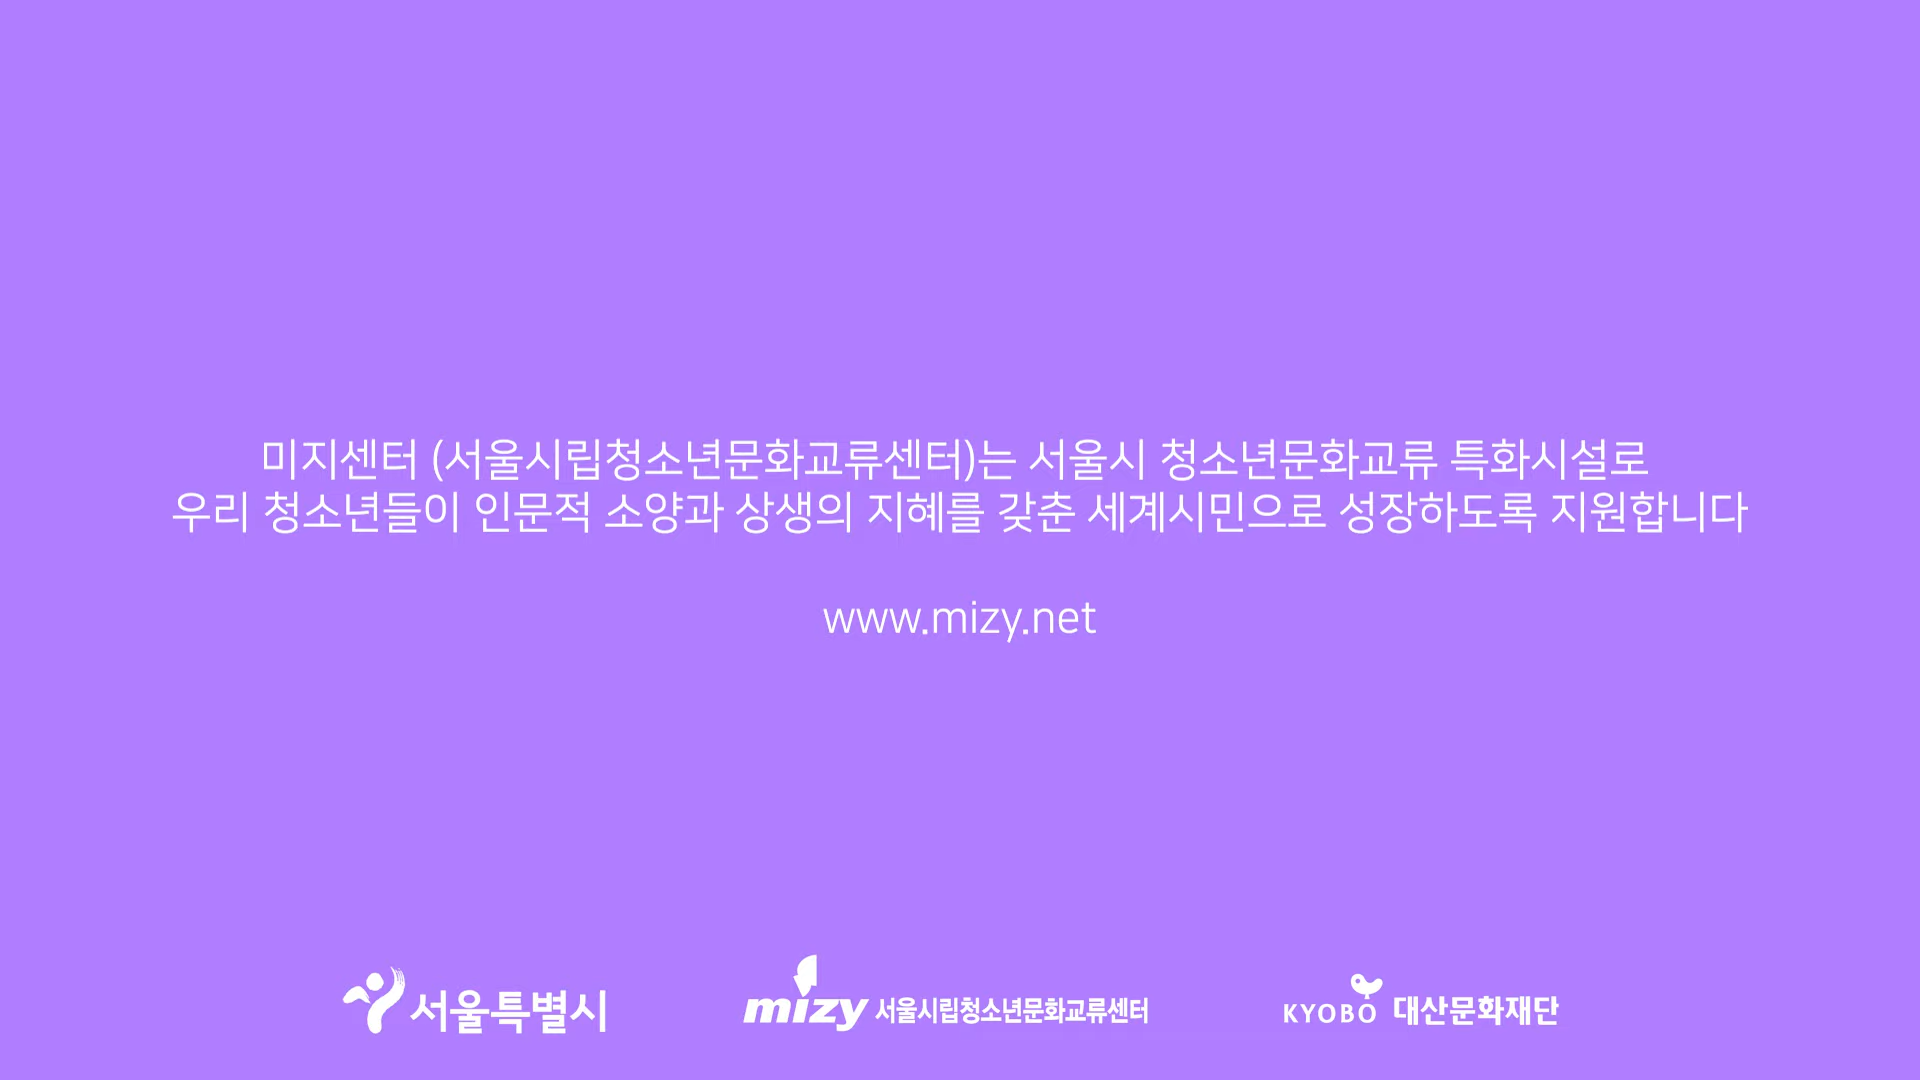 미지센터 (서울시립청소년문화교류센터)는 서울시 청소년문화교류 특화시설로
우리 청소년들이 인문적 소양과 상생의 지혜를 갖춘 세계시민으로 성장하도록 지원합니다
www.mizy.net
서울특별시
mizy 서울시립청소년문화교류센터
KYOBO 대산문화재단